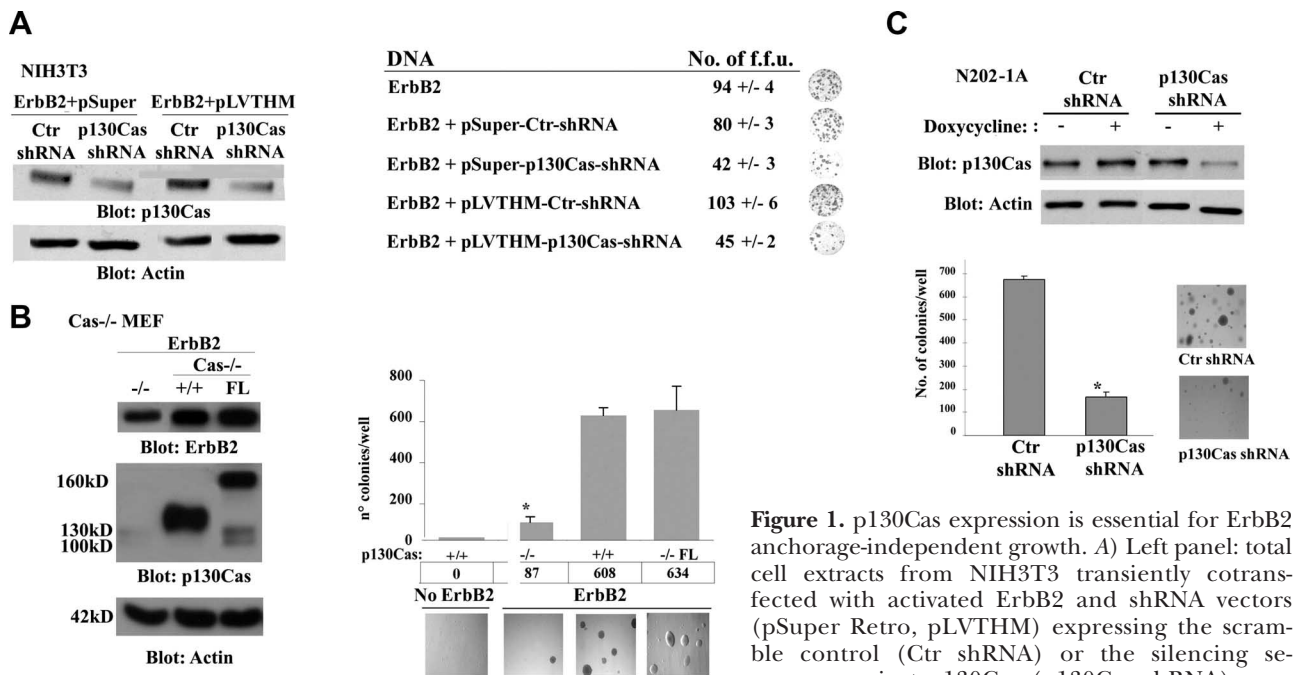 A
NIH3T3
ErbB2+pSuper ErbB2+pLVTHM
Ctr shRNA p130Cas shRNA Ctr shRNA p130Cas shRNA
Blot: p130Cas
Blot: Actin
DNA No. of f.f.u.
ErbB2 94 +/- 4
ErbB2 + pSuper-Ctr-shRNA 80 +/- 3
ErbB2 + pSuper-p130Cas-shRNA 42 +/- 3
ErbB2 + pLVTHM-Ctr-shRNA 103 +/- 6
ErbB2 + pLVTHM-p130Cas-shRNA 45 +/- 2
B
Cas-/- MEF
ErbB2
Cas-/-
-/- +/+ FL
Blot: ErbB2
160kD
130kD
100kD
Blot: p130Cas
42kD
Blot: Actin
n° colonies/well
800
600
400
200
0
*
p130Cas: +/+ -/- +/+ -/- FL
0 87 608 634
No ErbB2 ErbB2
C
N202-1A Ctr shRNA p130Cas shRNA
Doxycycline: : - + - +
Blot: p130Cas
Blot: Actin
No. of colonies/well
700
600
500
400
300
200
100
0
*
Ctr shRNA
p130Cas shRNA
Ctr shRNA
p130Cas shRNA
Figure 1. p130Cas expression is essential for ErbB2
anchorage-independent growth. A) Left panel: total
cell extracts from NIH3T3 transiently cotrans-
fected with activated ErbB2 and shRNA vectors
(pSuper Retro, pLVTHM) expressing the scram-
ble control (Ctr shRNA) or the silencing se-